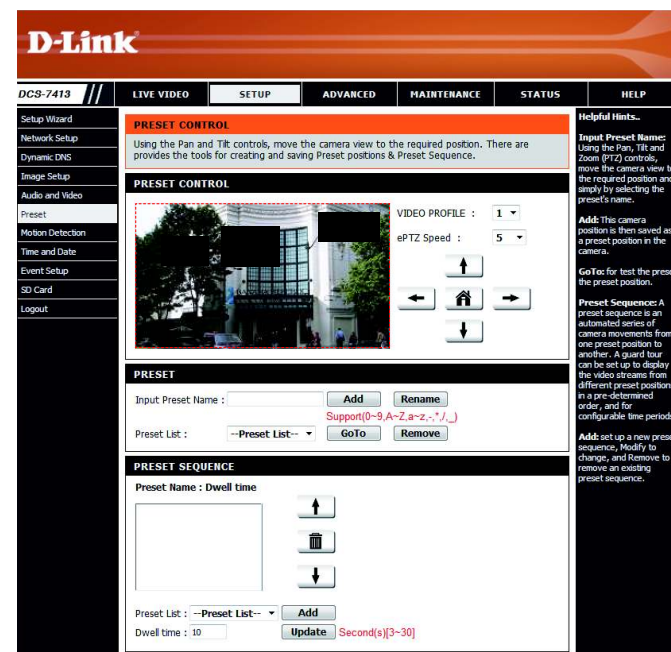 D-Link
DCS-7413 // LIVE VIDEO SETUP ADVANCED MAINTENANCE STATUS HELP
Setup Wizard
Network Setup
Dynamic DNS
Image Setup
Audio and Video
Preset
Motion Detection
Time and Date
Event Setup
SD Card
Logout
PRESET CONTROL
Using the Pan and Tilt controls, move the camera view to the required position. There are
provides the tools for creating and saving Preset positions & Preset Sequence.
PRESET CONTROL
VIDEO PROFILE : 1
ePTZ Speed : 5
PRESET
Input Preset Name : Add Rename
Support(0~9,A~Z,a~z,-,*,/,_)
Preset List : --Preset List-- GoTo Remove
PRESET SEQUENCE
Preset Name : Dwell time
Preset List : --Preset List-- Add
Dwell time : 10 Update Second(s)[3~30]
Helpful Hints..
Input Preset Name:
Using the Pan, Tilt and
Zoom (PTZ) controls,
move the camera view to
the required position and
simply by selecting the
preset's name.
Add: This camera
position is then saved as
a preset position in the
camera.
GoTo: for test the prese
the preset position.
Preset Sequence: A
preset sequence is an
automated series of
camera movements from
one preset position to
another. A guard tour
can be set up to display
the video streams from
different preset position
in a pre-determined
order, and for
configurable time periods
Add: set up a new prese
sequence, Modify to
change, and Remove to
remove an existing
preset sequence.